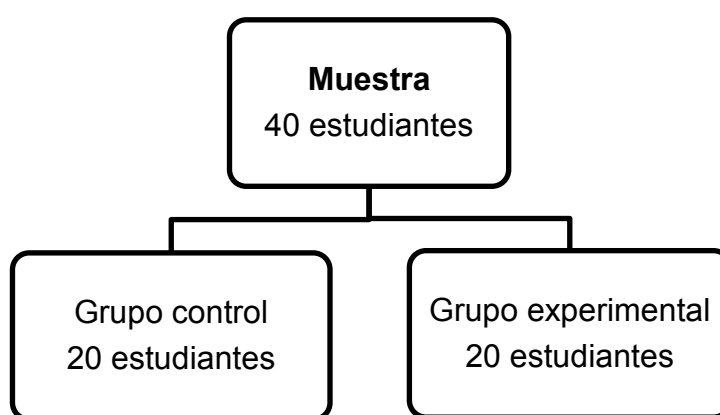 Muestra
40 estudiantes
Grupo control
20 estudiantes
Grupo experimental
20 estudiantes